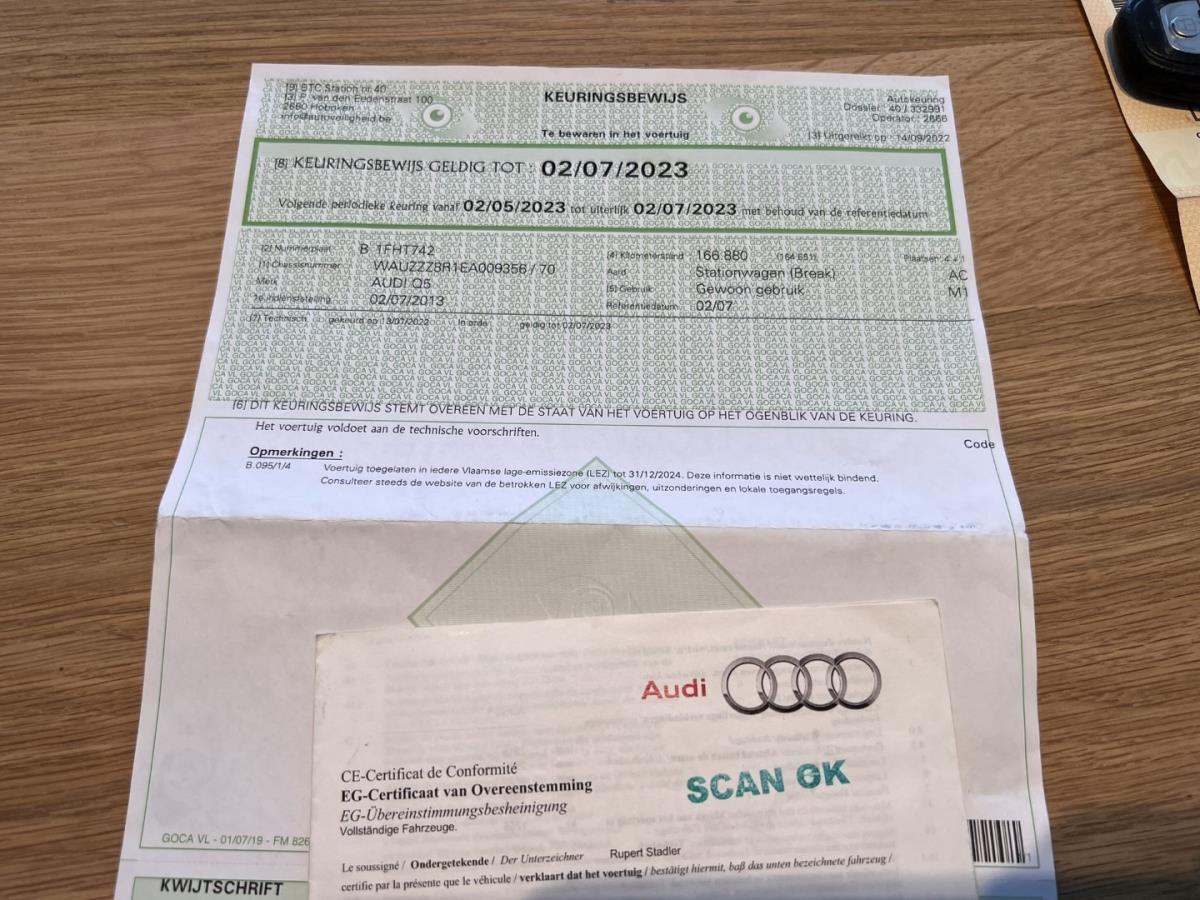 [9] STC Station nr 40
[3] P. van den Eedenstraat 100
2660 Hoboken
info@autoveiligheid.be
KEURINGSBEWIJS
Te bewaren in het voertuig
Autokeuring
Dossier: 40 / 332991
Operator: 2666
[3] Uitgereikt op : 14/09/2022
[8] KEURINGSBEWIJS GELDIG TOT : 02/07/2023
Volgende periodieke keuring vanaf 02/05/2023 tot uiterlijk 02/07/2023 met behoud van de referentiedatum
[2] Nummerplaat B 1FHT742
[1] Chassisnummer WAUZZZ8R1EA009356 / 70
Merk AUDI Q5
1e indienststelling 02/07/2013
[4] Kilometerstand 166.880 (164.651)
Aard Stationwagen (Break)
[5] Gebruik Gewoon gebruik
Referentiedatum 02/07
Plaatsen: 4 + 1
AC
M1
[7] Technisch gekeurd op 13/07/2022 In orde geldig tot 02/07/2023
[6] DIT KEURINGSBEWIJS STEMT OVEREEN MET DE STAAT VAN HET VOERTUIG OP HET OGENBLIK VAN DE KEURING.
Het voertuig voldoet aan de technische voorschriften.
Code
Opmerkingen :
B.095/1/4 Voertuig toegelaten in iedere Vlaamse lage-emissiezone (LEZ) tot 31/12/2024. Deze informatie is niet wettelijk bindend.
Consulteer steeds de website van de betrokken LEZ voor afwijkingen, uitzonderingen en lokale toegangsregels.
Audi
CE-Certificat de Conformité
EG-Certificaat van Overeenstemming
EG-Übereinstimmungsbesheinigung
Vollständige Fahrzeuge.
SCAN OK
Le soussigné / Ondergetekende / Der Unterzeichner Rupert Stadler
certifie par la présente que le véhicule / verklaart dat het voertuig / bestätigt hiermit, baß das unten bezeichnete fahrzeug /
GOCA VL - 01/07/19 - FM 826
KWIJTSCHRIFT